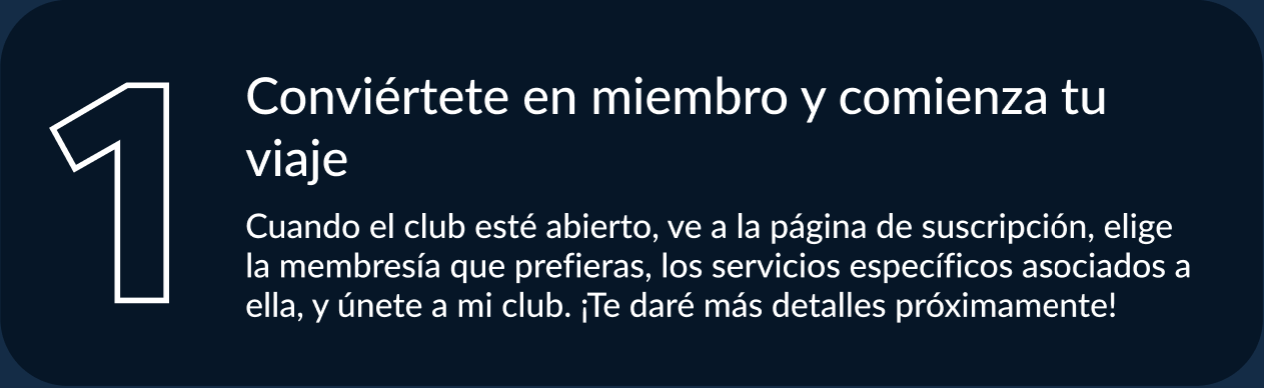 1
Conviértete en miembro y comienza tu
viaje
Cuando el club esté abierto, ve a la página de suscripción, elige
la membresía que prefieras, los servicios específicos asociados a
ella, y únete a mi club. ¡Te daré más detalles próximamente!